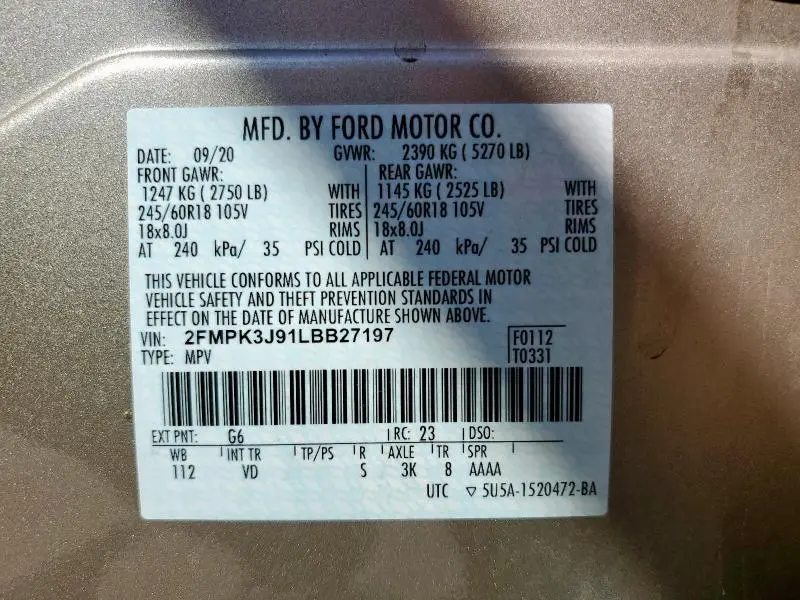 MFD. BY FORD MOTOR CO.
DATE: 09/20 GVWR: 2390 KG ( 5270 LB)
FRONT GAWR: REAR GAWR:
1247 KG ( 2750 LB) WITH 1145 KG ( 2525 LB) WITH
245/60R18 105V TIRES 245/60R18 105V TIRES
18x8.0J RIMS 18x8.0J RIMS
AT 240 kPa/ 35 PSI COLD AT 240 kPa/ 35 PSI COLD
THIS VEHICLE CONFORMS TO ALL APPLICABLE FEDERAL MOTOR
VEHICLE SAFETY AND THEFT PREVENTION STANDARDS IN
EFFECT ON THE DATE OF MANUFACTURE SHOWN ABOVE.
VIN: 2FMPK3J91LBB27197 F0112
TYPE: MPV T0331
EXT PNT: G6 RC: 23 DSO:
WB INT TR TP/PS R AXLE TR SPR
112 VD S 3K 8 AAAA
UTC ▽ 5U5A-1520472-BA